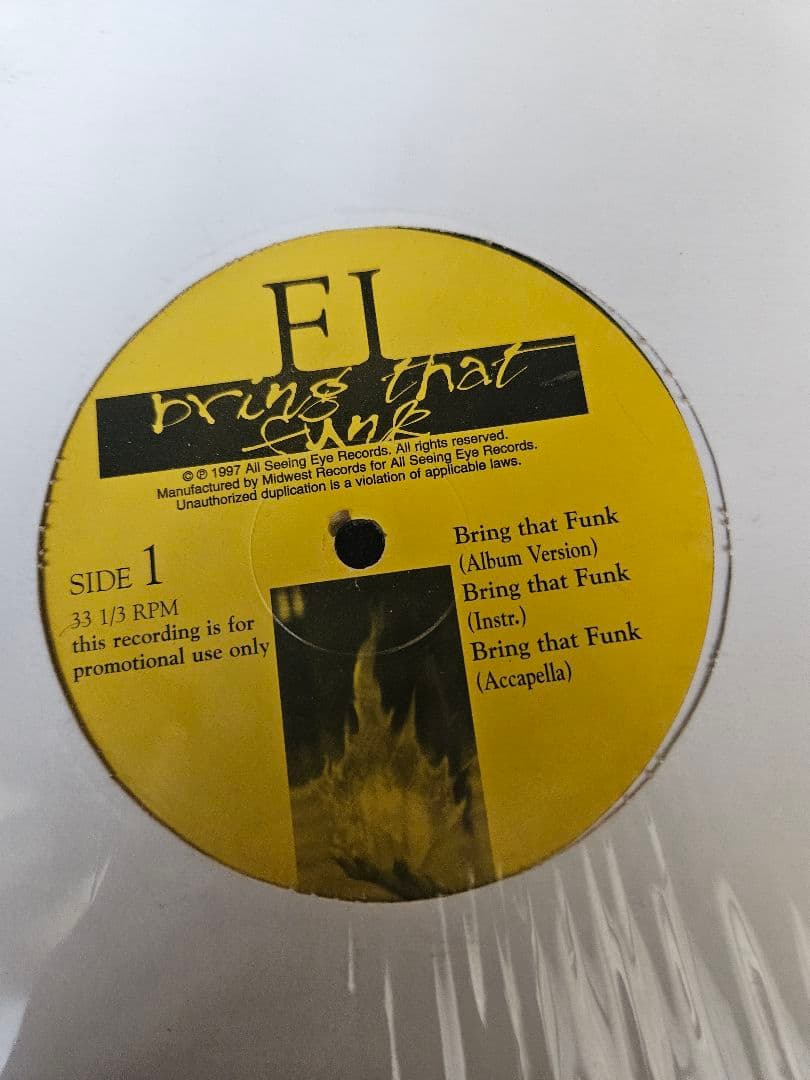 FI
bring that
funk
© ℗ 1997 All Seeing Eye Records. All rights reserved.
Manufactured by Midwest Records for All Seeing Eye Records.
Unauthorized duplication is a violation of applicable laws.
SIDE 1
33 1/3 RPM
this recording is for
promotional use only
Bring that Funk
(Album Version)
Bring that Funk
(Instr.)
Bring that Funk
(Accapella)